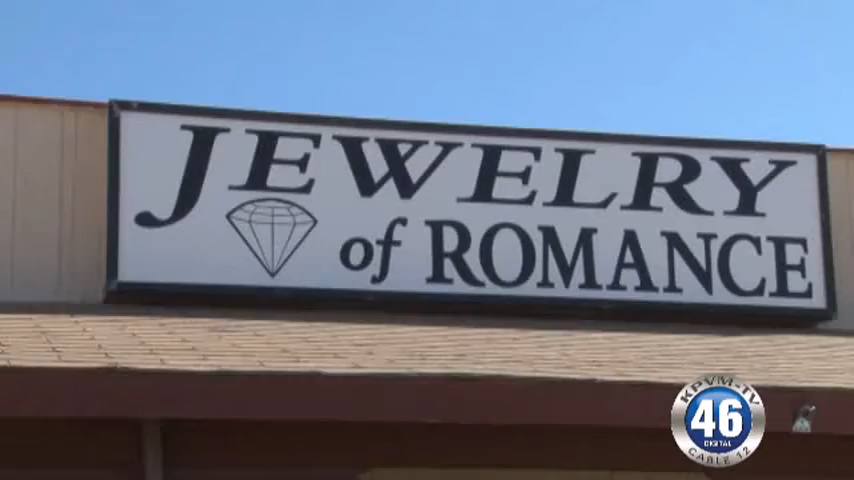 JEWELRY
of ROMANCE
KPVM-TV
46
DIGITAL
CABLE 12